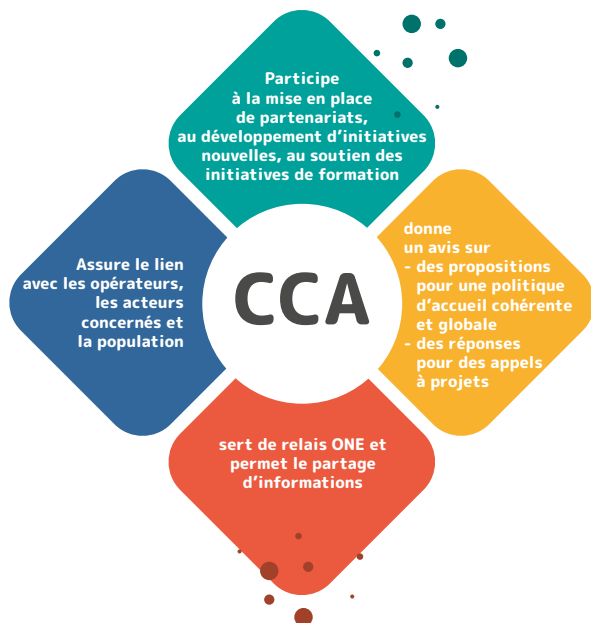 Participe
à la mise en place
de partenariats,
au développement d'initiatives
nouvelles, au soutien des
initiatives de formation
Assure le lien
avec les opérateurs,
les acteurs
concernés et
la population
CCA
donne
un avis sur
- des propositions
pour une politique
d'accueil cohérente
et globale
- des réponses
pour des appels
à projets
sert de relais ONE et
permet le partage
d'informations